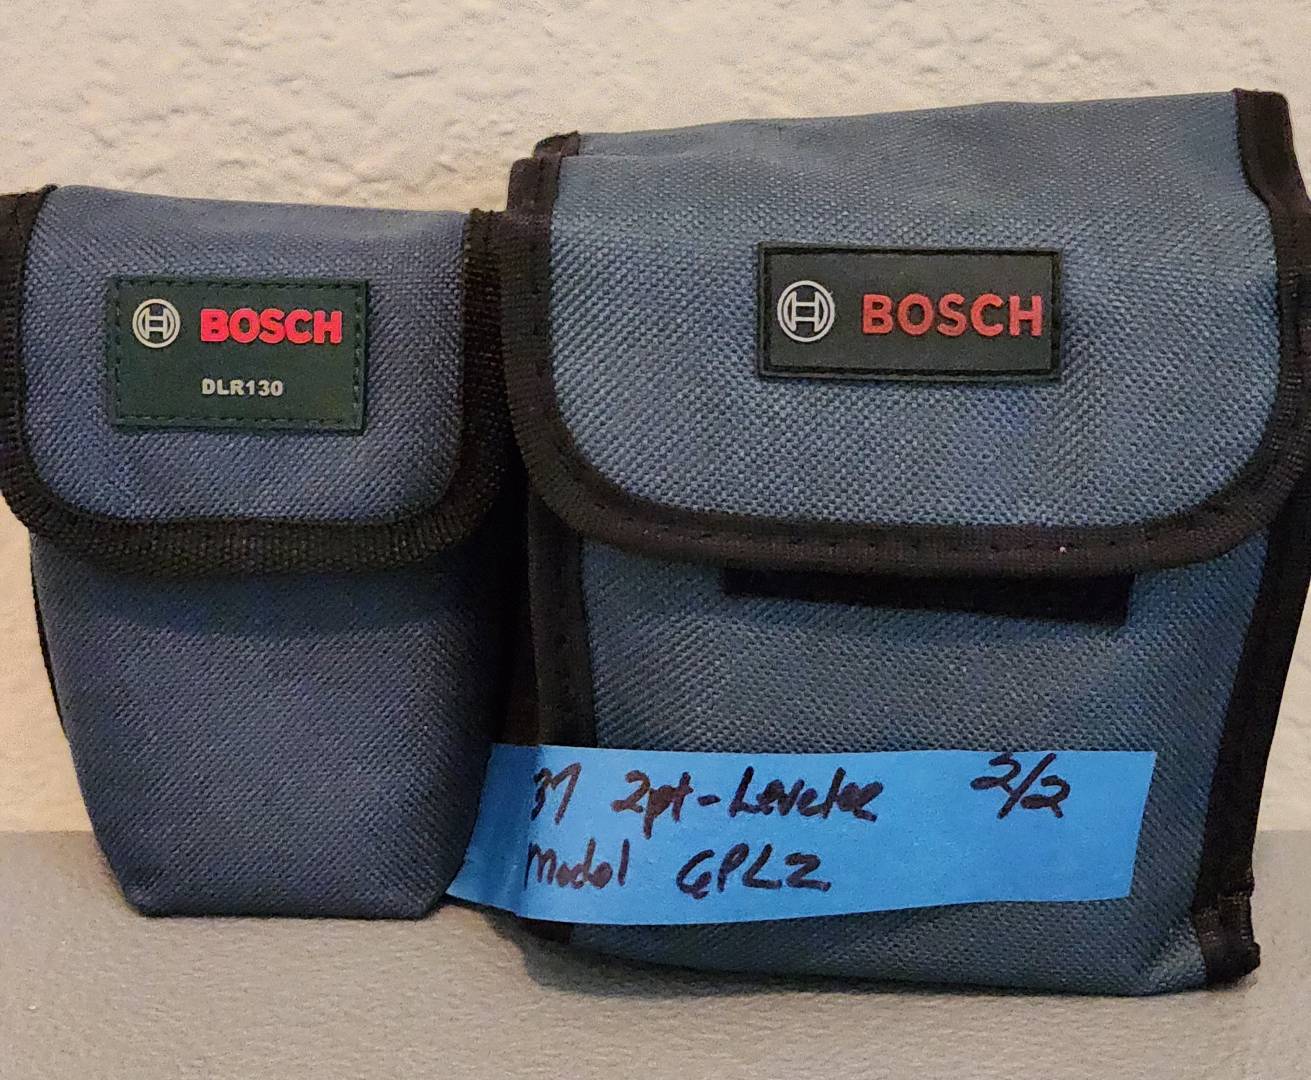 BOSCH
DLR130
BOSCH
37 2pt-Leveler 2/2
Model GPL2